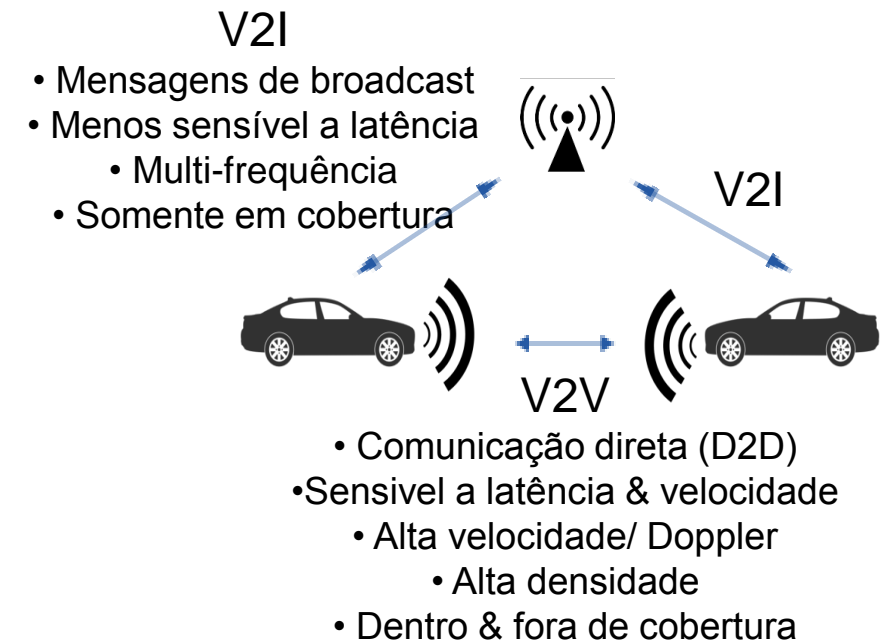 V2I
• Mensagens de broadcast
• Menos sensível a latência
• Multi-frequência
• Somente em cobertura
V2I
V2V
• Comunicação direta (D2D)
•Sensivel a latência & velocidade
• Alta velocidade/ Doppler
• Alta densidade
• Dentro & fora de cobertura